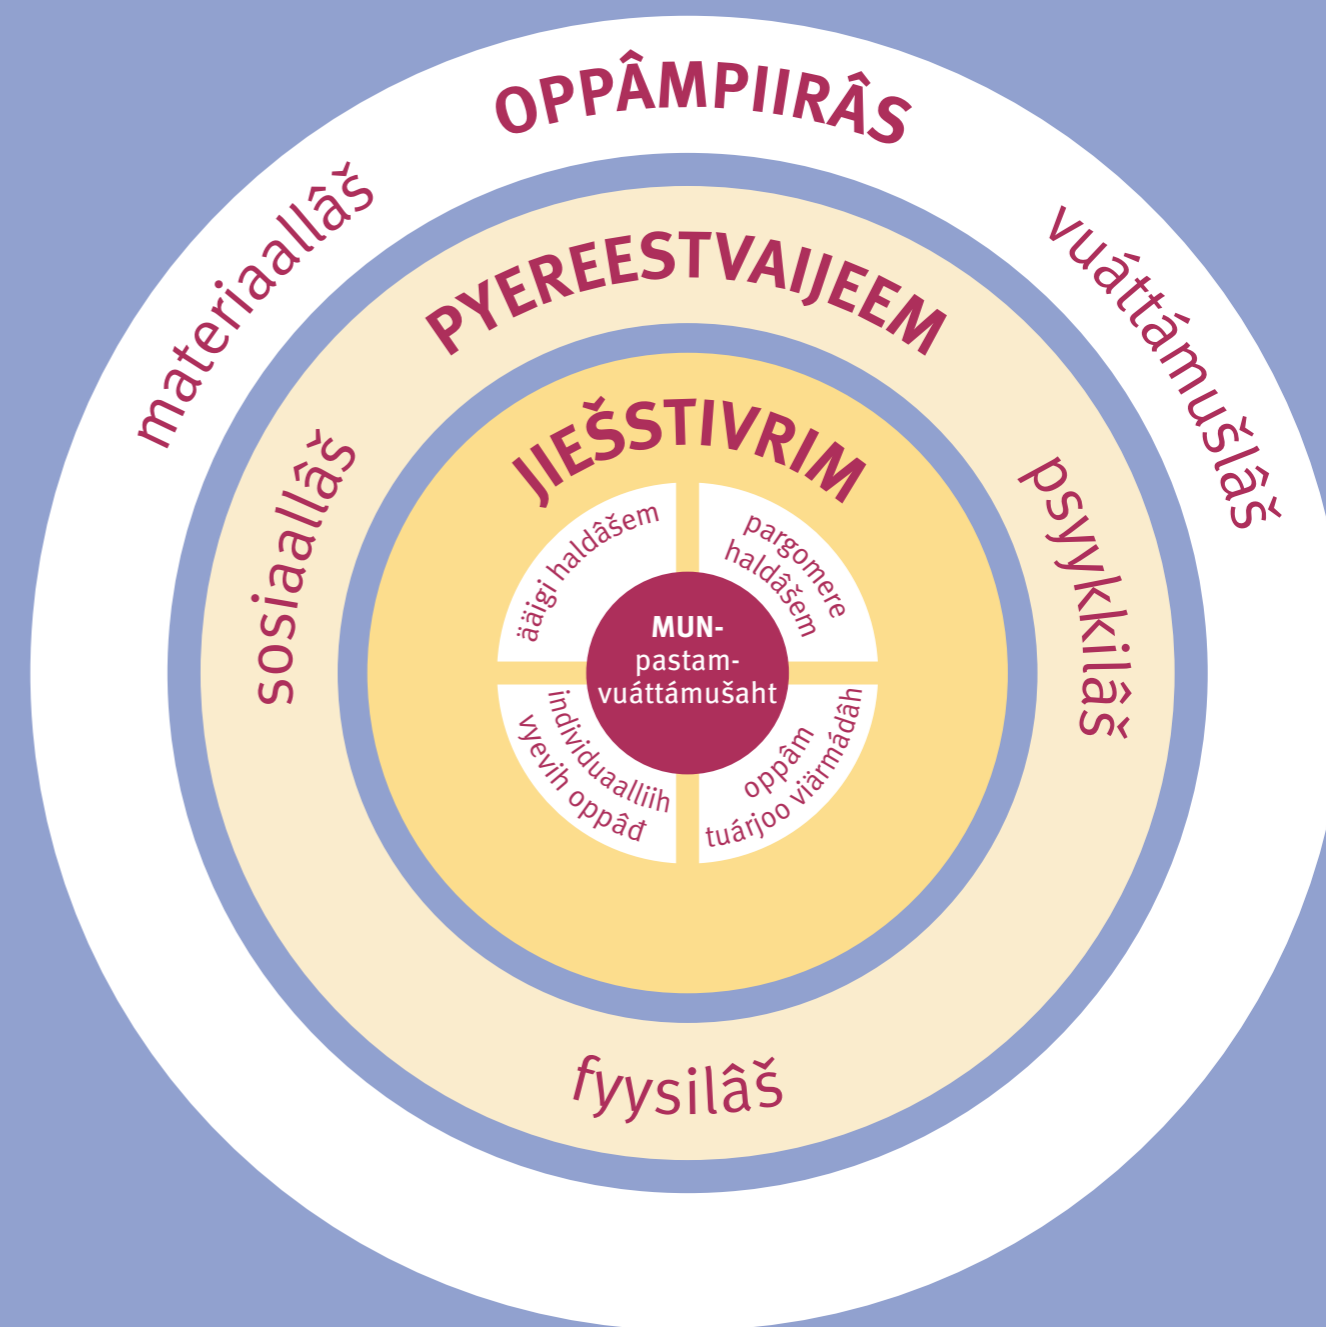 OPPÂMPIIRÂS
materiaallâš
vuáttámušlâš
PYEREESTVAIJEEM
sosiaallâš
psyykkilâš
fyysilâš
JIEŠSTIVRIM
ääigi haldâšem
pargomere
haldâšem
MUN-
pastam-
vuáttámušaht
individuaalliih
vyevih oppâđ
oppâm
tuárjoo viärmádâh